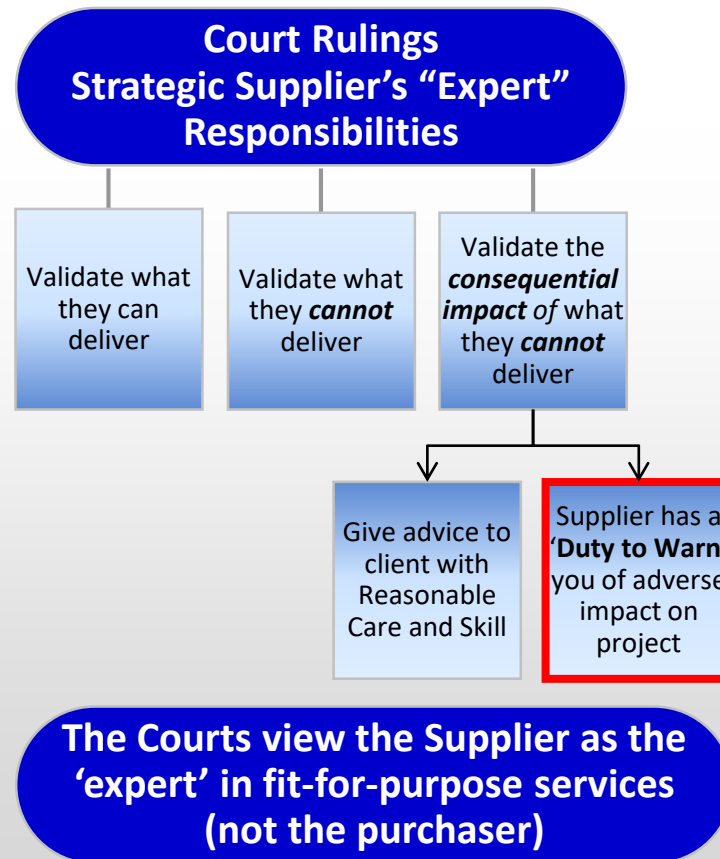 Court Rulings
Strategic Supplier’s “Expert”
Responsibilities
Validate what
they can
deliver
Validate what
they cannot
deliver
Validate the
consequential
impact of what
they cannot
deliver
Give advice to
client with
Reasonable
Care and Skill
Supplier has a
‘Duty to Warn
you of adverse
impact on
project
The Courts view the Supplier as the
‘expert’ in fit-for-purpose services
(not the purchaser)